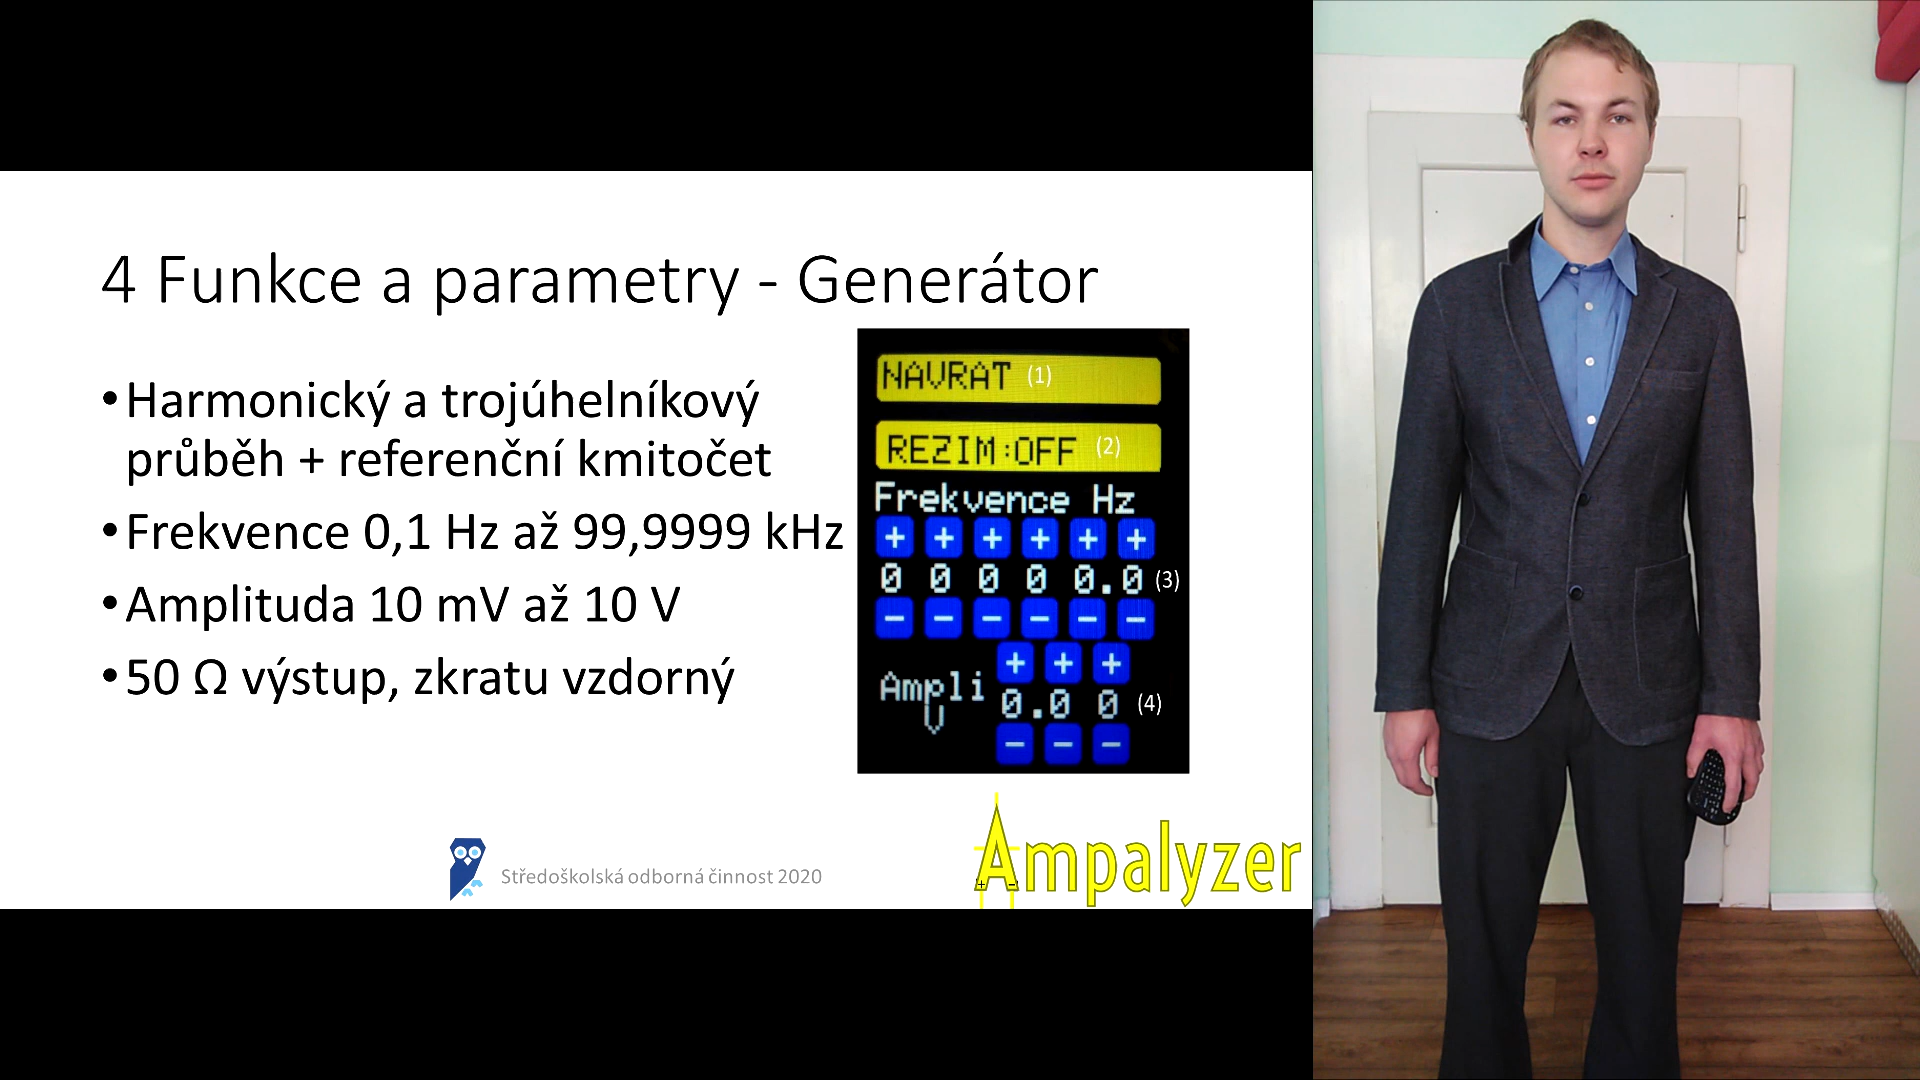 4 Funkce a parametry - Generátor
•Harmonický a trojúhelníkový
průběh + referenční kmitočet
•Frekvence 0,1 Hz až 99,9999 kHz
•Amplituda 10 mV až 10 V
•50 Ω výstup, zkratu vzdorný
NAVRAT (1)
REZIM:OFF (2)
Frekvence Hz
+ + + + + +
0 0 0 0 0.0 (3)
− − − − − −
+ + +
Ampli 0.0 0 (4)
V
− − −
Středoškolská odborná činnost 2020
Ampalyzer